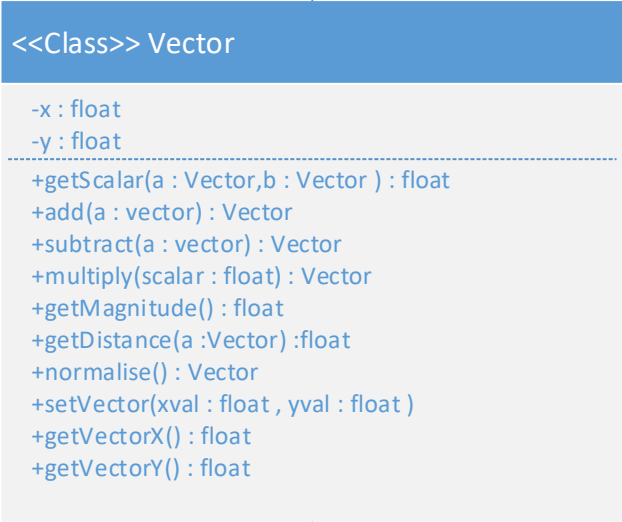 <<Class>> Vector
-x : float
-y : float
+getScalar(a : Vector,b : Vector ) : float
+add(a : vector) : Vector
+subtract(a : vector) : Vector
+multiply(scalar : float) : Vector
+getMagnitude() : float
+getDistance(a :Vector) :float
+normalise() : Vector
+setVector(xval : float , yval : float )
+getVectorX() : float
+getVectorY() : float